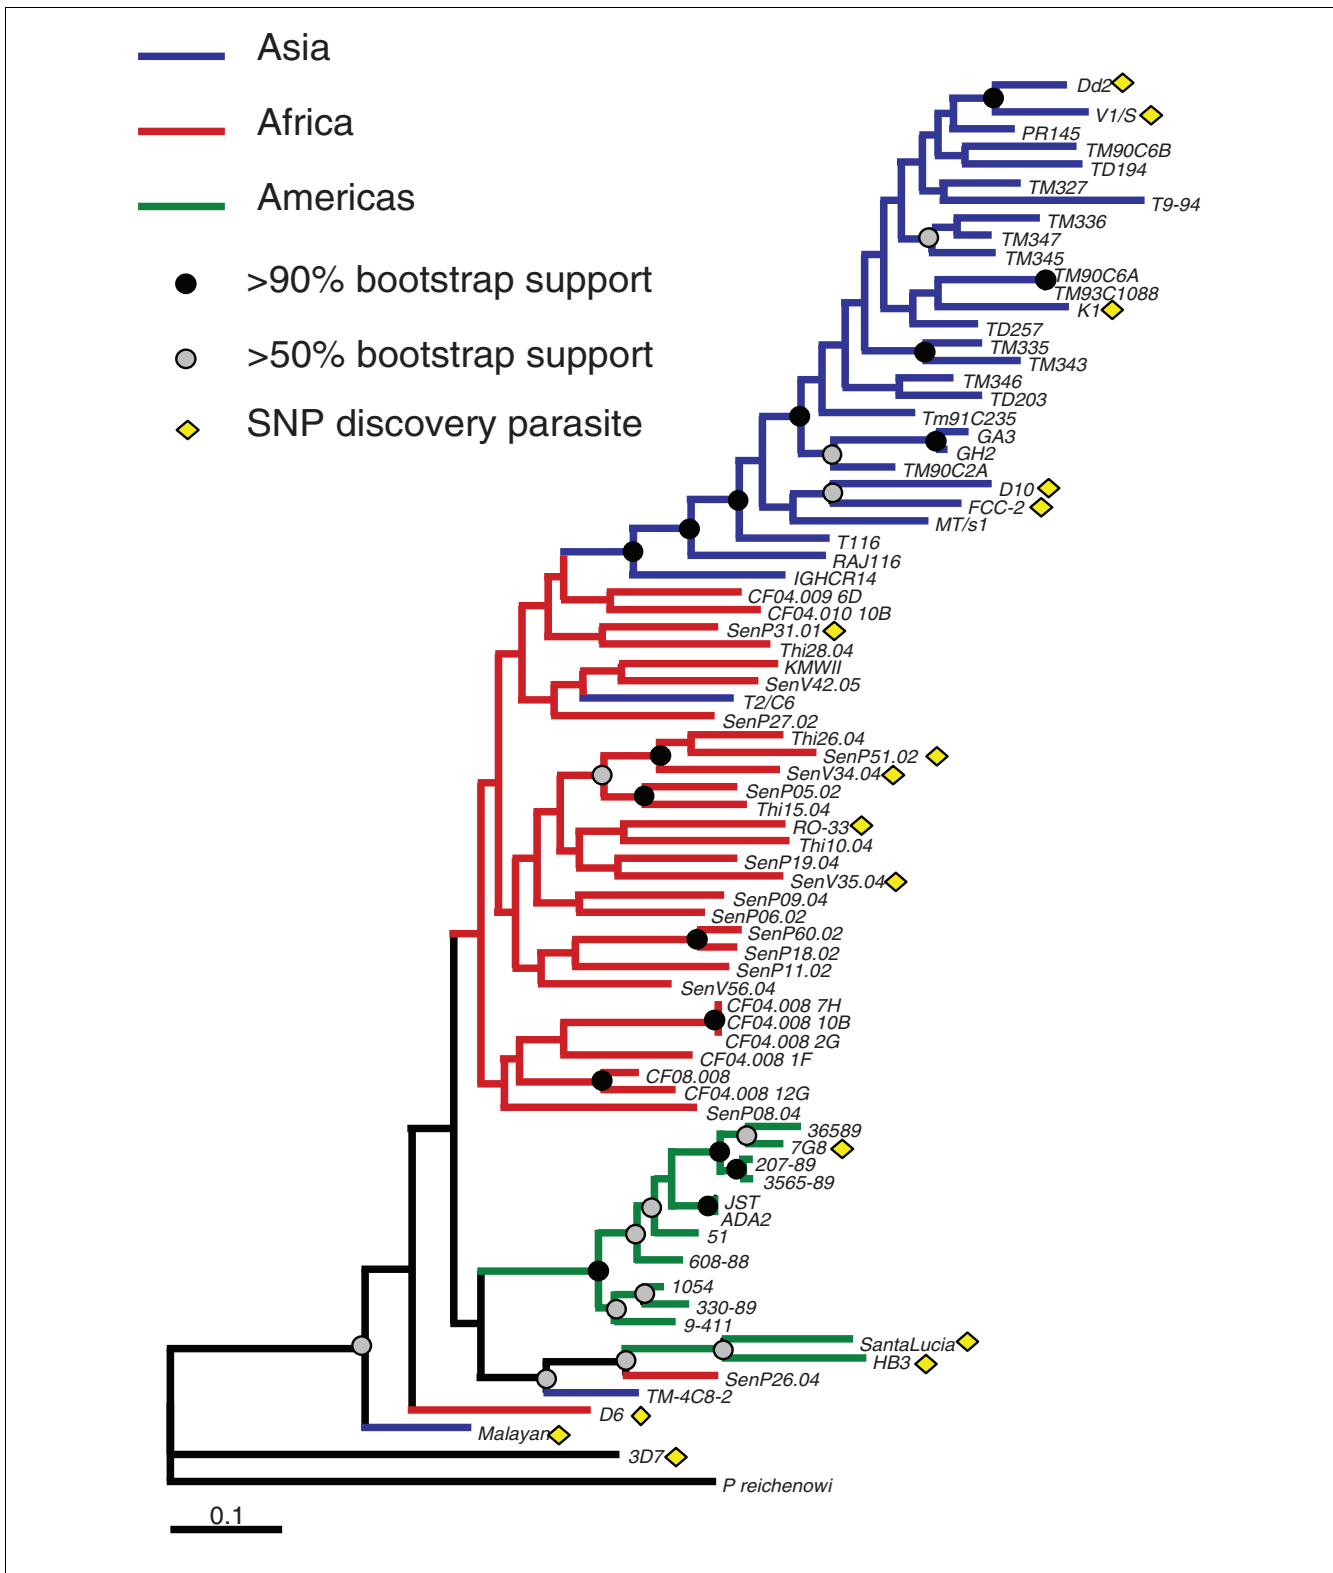 Asia
Africa
Americas
>90% bootstrap support
>50% bootstrap support
SNP discovery parasite
Dd2
V1/S
PR145
TM90C6B
TD194
TM327
T9-94
TM336
TM347
TM345
TM90C6A
TM93C1088
K1
TD257
TM335
TM343
TM346
TD203
Tm91C235
GA3
GH2
TM90C2A
D10
FCC-2
MT/s1
T116
RAJ116
IGHCR14
CF04.009 6D
CF04.010 10B
SenP31.01
Thi28.04
KMWII
SenV42.05
T2/C6
SenP27.02
Thi26.04
SenP51.02
SenV34.04
SenP05.02
Thi15.04
RO-33
Thi10.04
SenP19.04
SenV35.04
SenP09.04
SenP06.02
SenP60.02
SenP18.02
SenP11.02
SenV56.04
CF04.008 7H
CF04.008 10B
CF04.008 2G
CF04.008 1F
CF08.008
CF04.008 12G
SenP08.04
36589
7G8
207-89
3565-89
JST
ADA2
51
608-88
1054
330-89
9-411
SantaLucia
HB3
SenP26.04
TM-4C8-2
D6
Malayan
3D7
P reichenowi
0.1